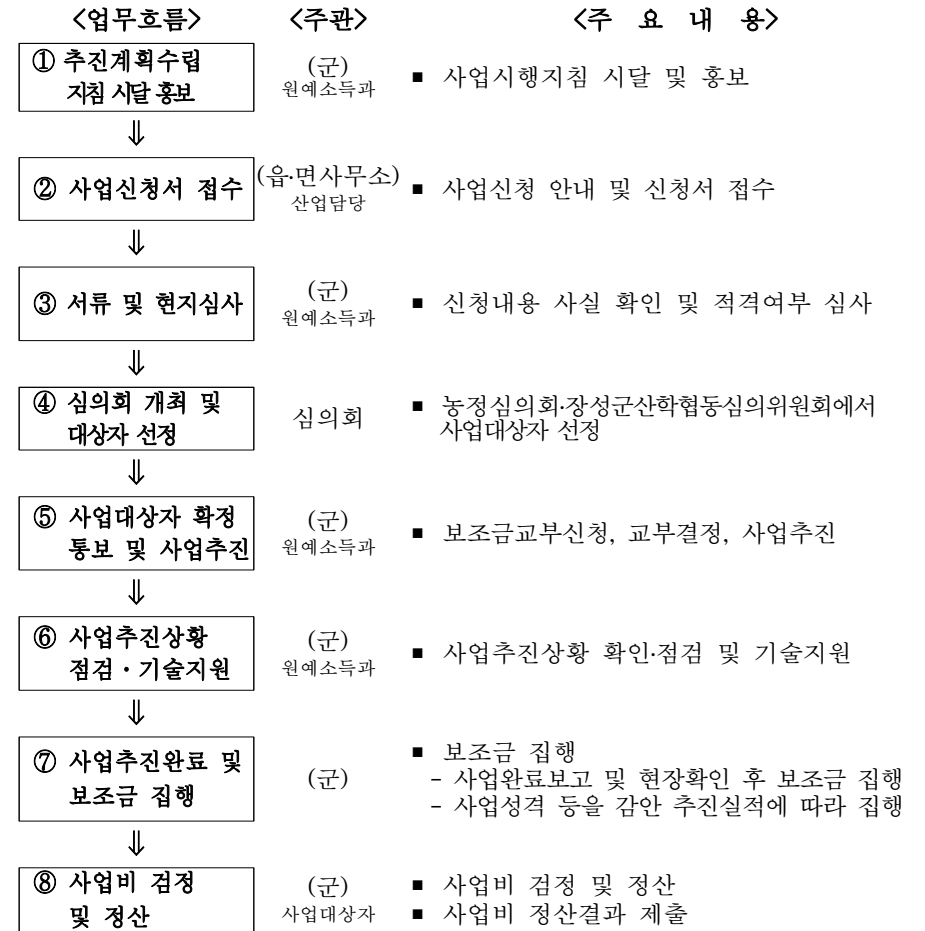 <업무흐름> <주관> <주 요 내 용>
① 추진계획수립
지침 시달 홍보
(군)
원예소득과
▪ 사업시행지침 시달 및 홍보
⇓
② 사업신청서 접수
(읍·면사무소)
산업담당
▪ 사업신청 안내 및 신청서 접수
⇓
③ 서류 및 현지심사
(군)
원예소득과
▪ 신청내용 사실 확인 및 적격여부 심사
⇓
④ 심의회 개최 및
대상자 선정
심의회
▪ 농정심의회·장성군산학협동심의위원회에서
사업대상자 선정
⇓
⑤ 사업대상자 확정
통보 및 사업추진
(군)
원예소득과
▪ 보조금교부신청, 교부결정, 사업추진
⇓
⑥ 사업추진상황
점검·기술지원
(군)
원예소득과
▪ 사업추진상황 확인·점검 및 기술지원
⇓
⑦ 사업추진완료 및
보조금 집행
(군)
▪ 보조금 집행
- 사업완료보고 및 현장확인 후 보조금 집행
- 사업성격 등을 감안 추진실적에 따라 집행
⇓
⑧ 사업비 검정
및 정산
(군)
사업대상자
▪ 사업비 검정 및 정산
▪ 사업비 정산결과 제출